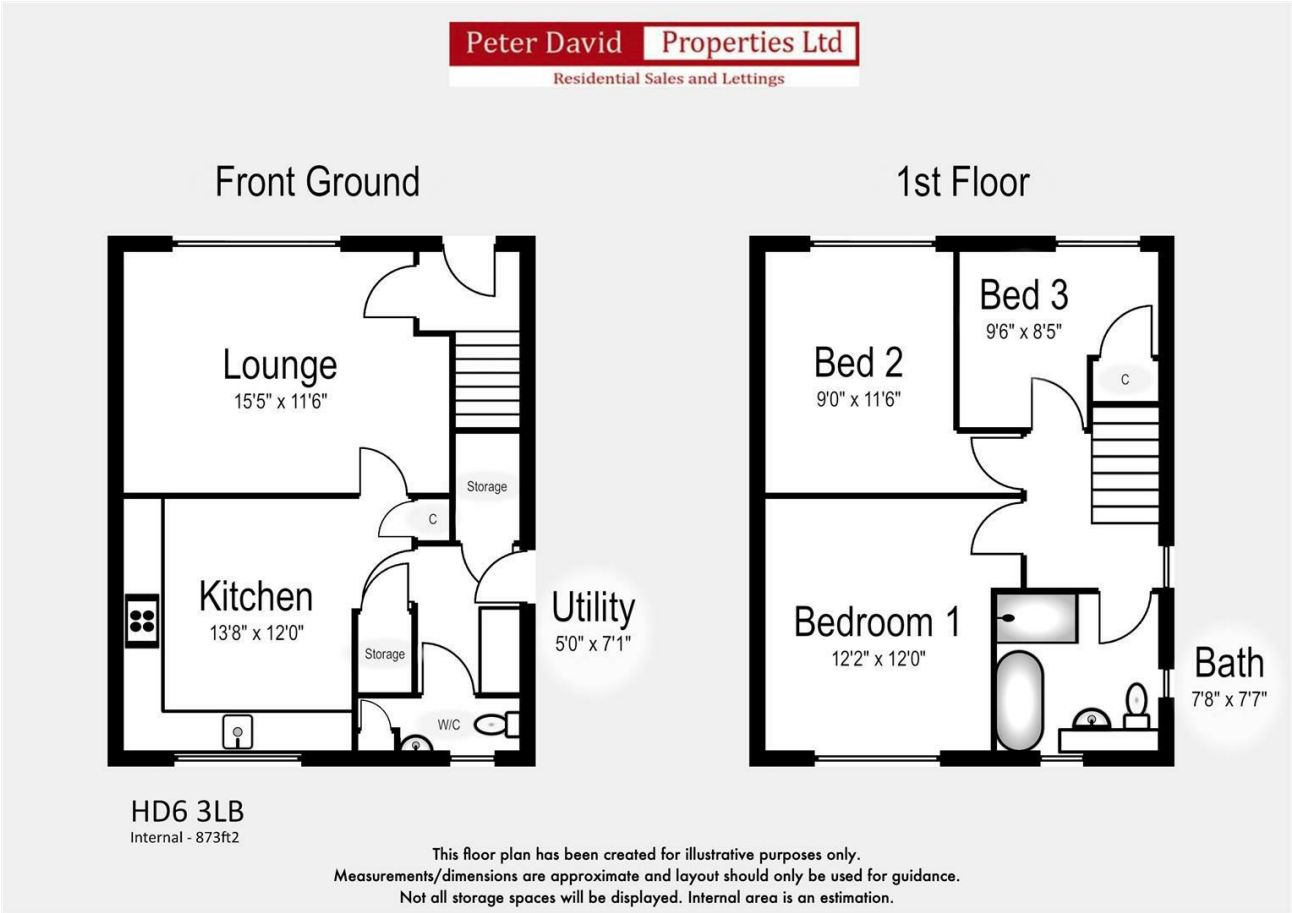 Peter David Properties Ltd
Residential Sales and Lettings
Front Ground
1st Floor
Lounge
15'5" x 11'6"
Storage
C
Kitchen
13'8" x 12'0"
Storage
W/C
Utility
5'0" x 7'1"
Bed 2
9'0" x 11'6"
Bed 3
9'6" x 8'5"
C
Bedroom 1
12'2" x 12'0"
Bath
7'8" x 7'7"
HD6 3LB
Internal - 873ft2
This floor plan has been created for illustrative purposes only.
Measurements/dimensions are approximate and layout should only be used for guidance.
Not all storage spaces will be displayed. Internal area is an estimation.